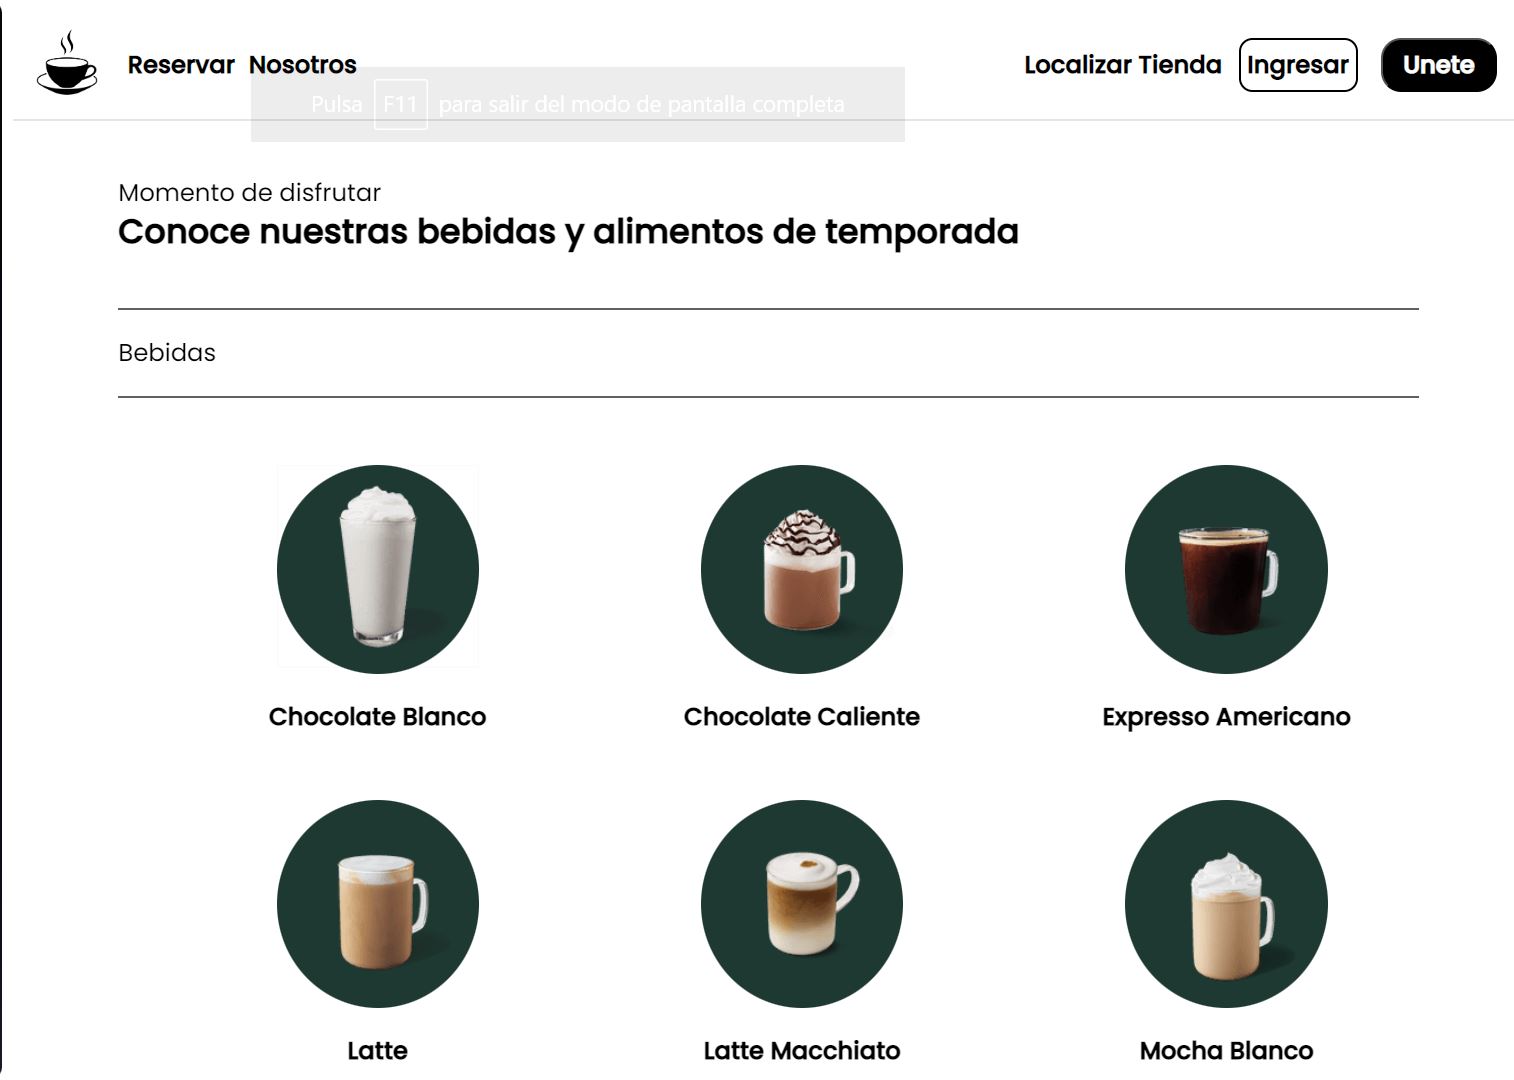 Reservar Nosotros Localizar Tienda Ingresar Unete
Pulsa F11 para salir del modo de pantalla completa
Momento de disfrutar
Conoce nuestras bebidas y alimentos de temporada
Bebidas
Chocolate Blanco Chocolate Caliente Expresso Americano
Latte Latte Macchiato Mocha Blanco